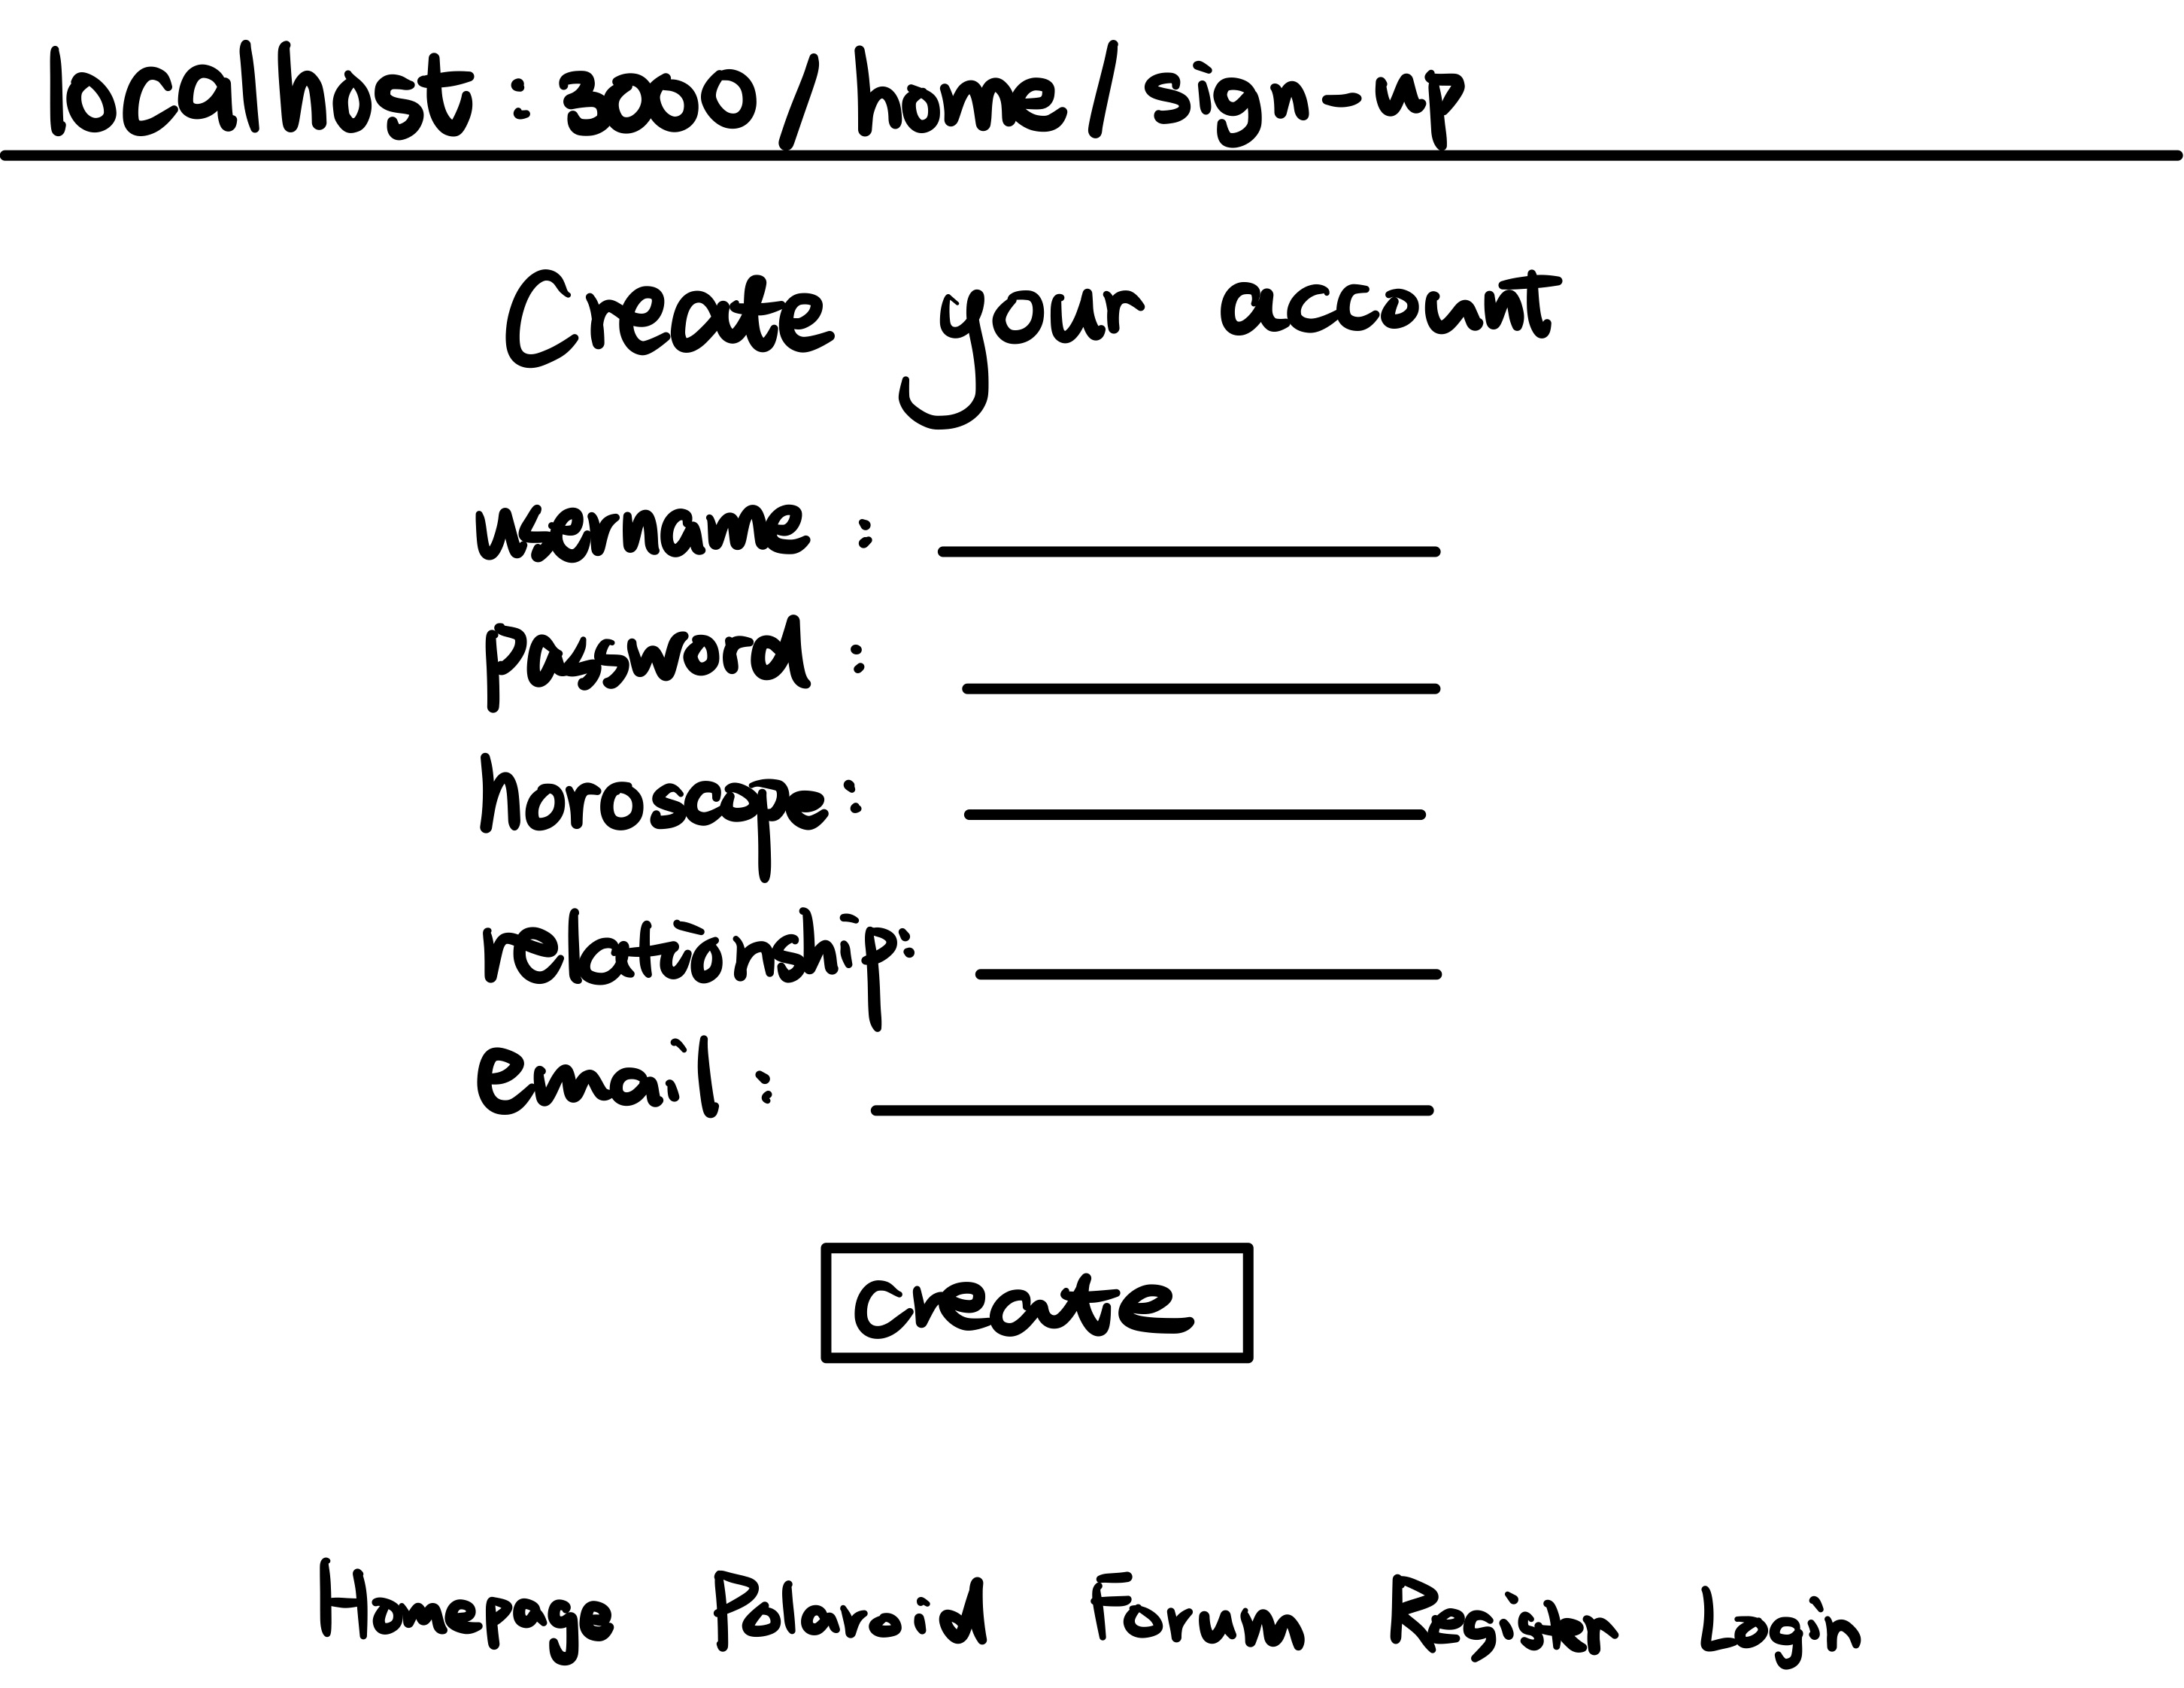 localhost : 3000/home/sign-up
Create your account
username :
password :
horoscope :
relationship :
email :
create
Homepage Polaroid Forum Register Login